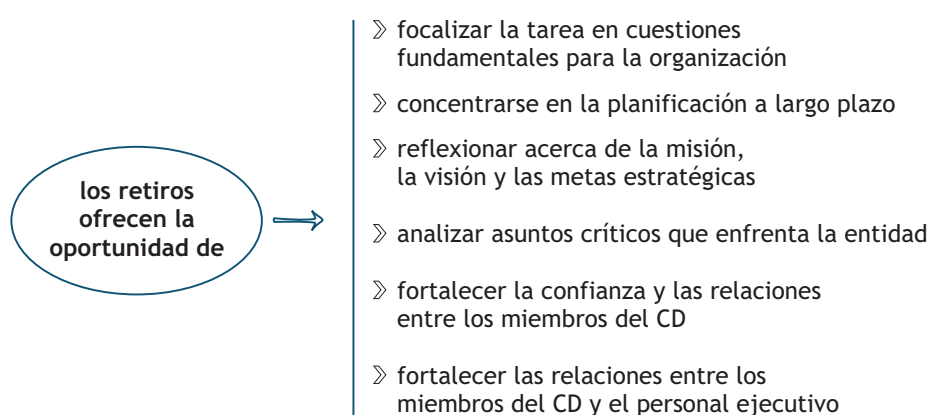 los retiros
ofrecen la
oportunidad de
focalizar la tarea en cuestiones
fundamentales para la organización
concentrarse en la planificación a largo plazo
reflexionar acerca de la misión,
la visión y las metas estratégicas
analizar asuntos críticos que enfrenta la entidad
fortalecer la confianza y las relaciones
entre los miembros del CD
fortalecer las relaciones entre los
miembros del CD y el personal ejecutivo